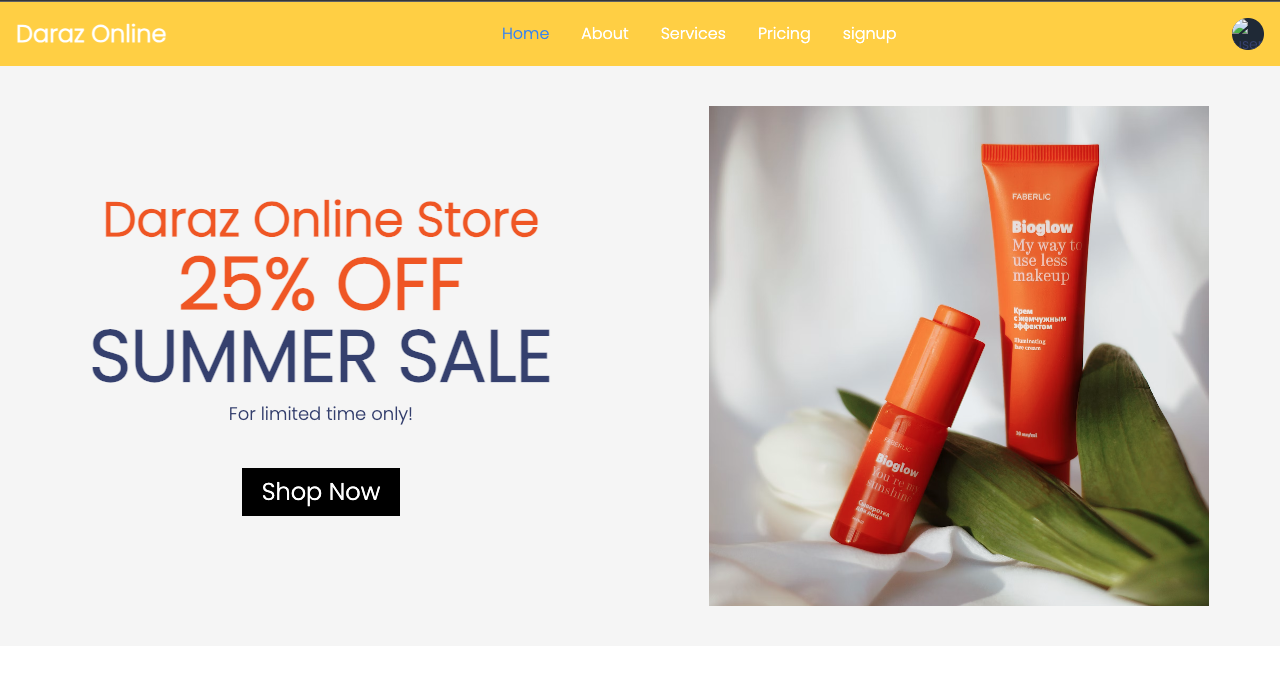 Daraz Online
Home
About
Services
Pricing
signup
Daraz Online Store
25% OFF
SUMMER SALE
For limited time only!
Shop Now
FABERLIC
Bioglow
My way to
use less
makeup
Крем
с жемчужным
эффектом
Illuminating
face cream
FABERLIC
Bioglow
You're my
sunshine
Сыворотка
для лица